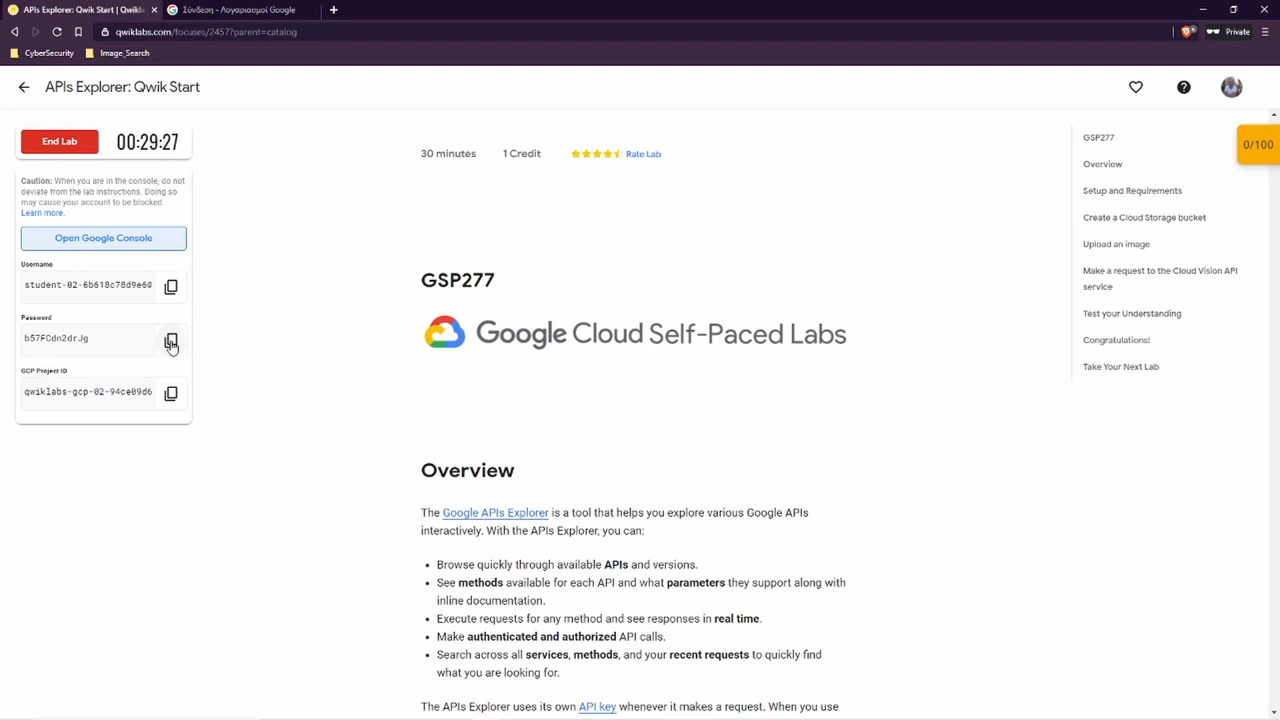 APIs Explorer: Qwik Start | Qwikla
Σύνδεση - Λογαριασμοί Google
qwiklabs.com/focuses/2457?parent=catalog
Private
CyberSecurity
Image_Search
APIs Explorer: Qwik Start
End Lab
00:29:27
Caution: When you are in the console, do not
deviate from the lab instructions. Doing so
may cause your account to be blocked.
Learn more.
Open Google Console
Username
student-02-6b618c78d9e60
Password
b57FCdn2drJg
GCP Project ID
qwiklabs-gcp-02-94ce09d6
30 minutes
1 Credit
Rate Lab
GSP277
Google Cloud Self-Paced Labs
Overview
The Google APIs Explorer is a tool that helps you explore various Google APIs
interactively. With the APIs Explorer, you can:
• Browse quickly through available APIs and versions.
• See methods available for each API and what parameters they support along with
inline documentation.
• Execute requests for any method and see responses in real time.
• Make authenticated and authorized API calls.
• Search across all services, methods, and your recent requests to quickly find
what you are looking for.
The APIs Explorer uses its own API key whenever it makes a request. When you use
GSP277
Overview
Setup and Requirements
Create a Cloud Storage bucket
Upload an image
Make a request to the Cloud Vision API
service
Test your Understanding
Congratulations!
Take Your Next Lab
0/100